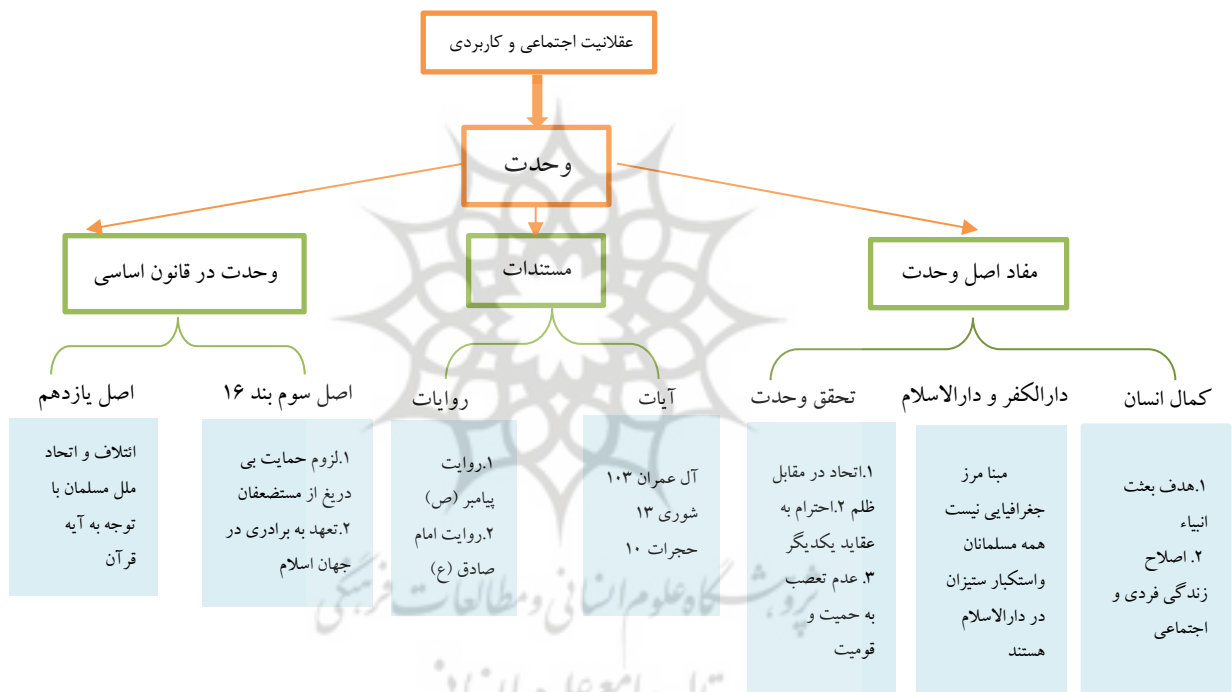 عقلانیت اجتماعی و کاربردی
وحدت
مفاد اصل وحدت
مستندات
وحدت در قانون اساسی
کمال انسان
دارالکفر و دارالاسلام
تحقق وحدت
آیات
روایات
اصل سوم بند ۱۶
اصل یازدهم
۱.هدف بعثت
انبیاء
۲. اصلاح
زندگی فردی و
اجتماعی
مبنا مرز
جغرافیایی نیست
همه مسلمانان
واستکبار ستیزان
در دارالاسلام
هستند
۱.اتحاد در مقابل
ظلم ۲.احترام به
عقاید یکدیگر
۳. عدم تعصب
به حمیت و
قومیت
آل عمران ۱۰۳
شوری ۱۳
حجرات ۱۰
۱.روایت
پیامبر (ص)
۲.روایت امام
صادق (ع)
۱.لزوم حمایت بی
دریغ از مستضعفان
۲.تعهد به برادری در
جهان اسلام
ائتلاف و اتحاد
ملل مسلمان با
توجه به آیه
قرآن
پژوهشگاه علوم انسانی و مطالعات فرهنگی